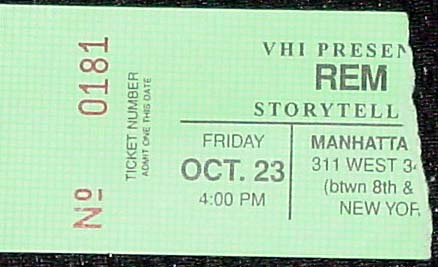 Nº 0181
TICKET NUMBER
ADMIT ONE THIS DATE
VH1 PRESEN
REM
STORYTELL
FRIDAY
OCT. 23
4:00 PM
MANHATTA
311 WEST 34
(btwn 8th &
NEW YOR